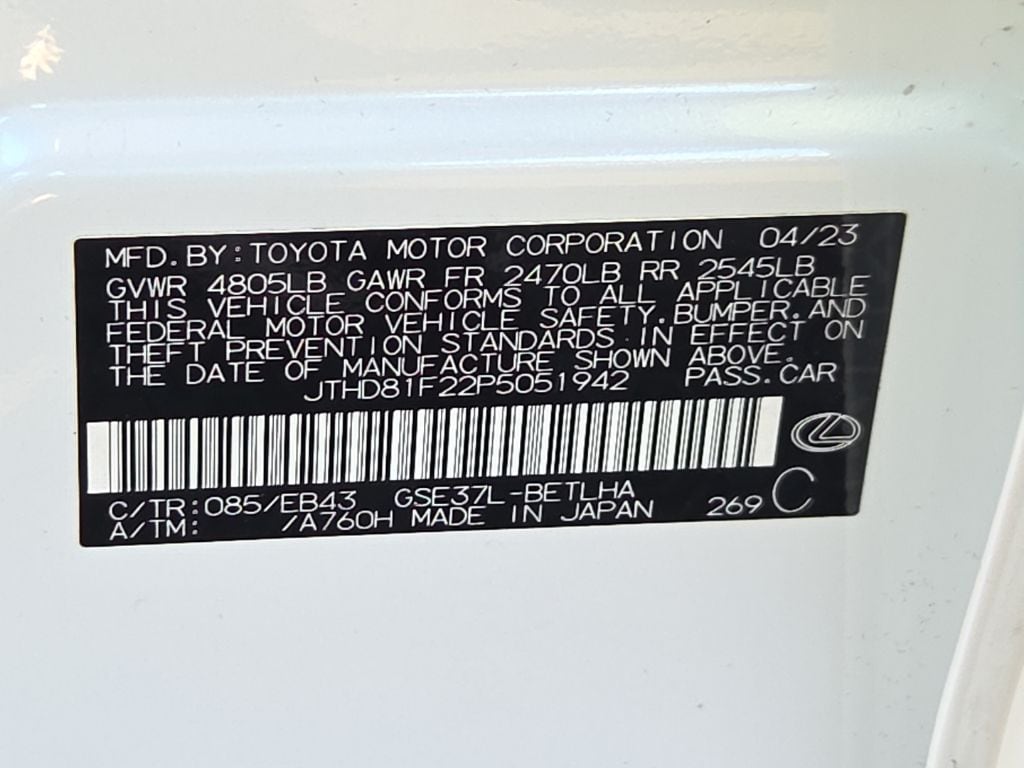 MFD. BY: TOYOTA MOTOR CORPORATION 04/23
GVWR 4805LB GAWR FR 2470LB RR 2545LB
THIS VEHICLE CONFORMS TO ALL APPLICABLE
FEDERAL MOTOR VEHICLE SAFETY. BUMPER. AND
THEFT PREVENTION STANDARDS IN EFFECT ON
THE DATE OF MANUFACTURE SHOWN ABOVE.
JTHD81F22P5051942 PASS. CAR
C/TR: 085/EB43 GSE37L-BETLHA
A/TM: /A760H MADE IN JAPAN 269 C